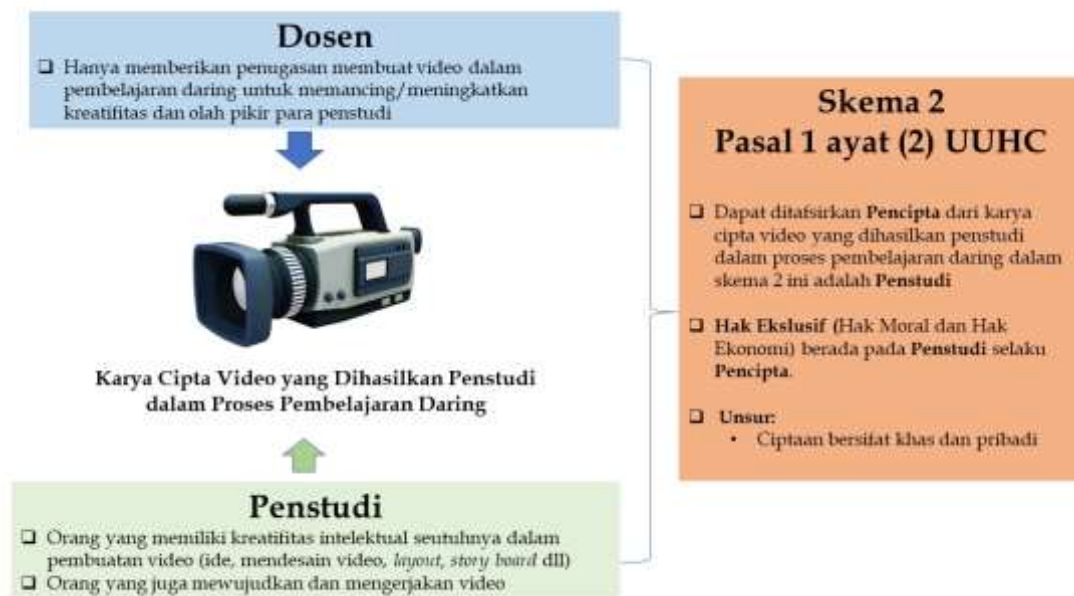 Dosen
❑ Hanya memberikan penugasan membuat video dalam
pembelajaran daring untuk memancing/meningkatkan
kreatifitas dan olah pikir para penstudi
Karya Cipta Video yang Dihasilkan Penstudi
dalam Proses Pembelajaran Daring
Penstudi
❑ Orang yang memiliki kreatifitas intelektual seutuhnya dalam
pembuatan video (ide, mendesain video, layout, story board dll)
❑ Orang yang juga mewujudkan dan mengerjakan video
Skema 2
Pasal 1 ayat (2) UUHC
❑ Dapat ditafsirkan Pencipta dari karya
cipta video yang dihasilkan penstudi
dalam proses pembelajaran daring dalam
skema 2 ini adalah Penstudi
❑ Hak Ekslusif (Hak Moral dan Hak
Ekonomi) berada pada Penstudi selaku
Pencipta.
❑ Unsur:
• Ciptaan bersifat khas dan pribadi